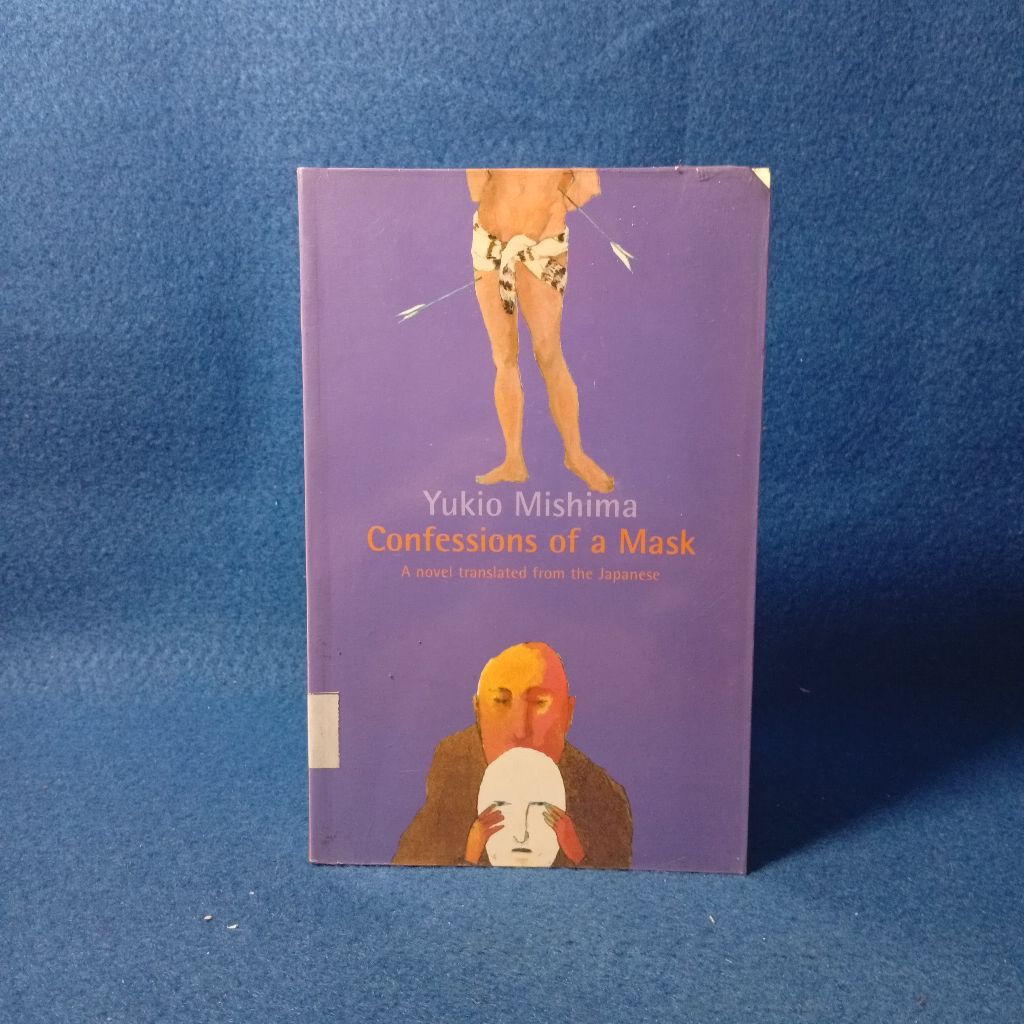 Yukio Mishima
Confessions of a Mask
A novel translated from the Japanese